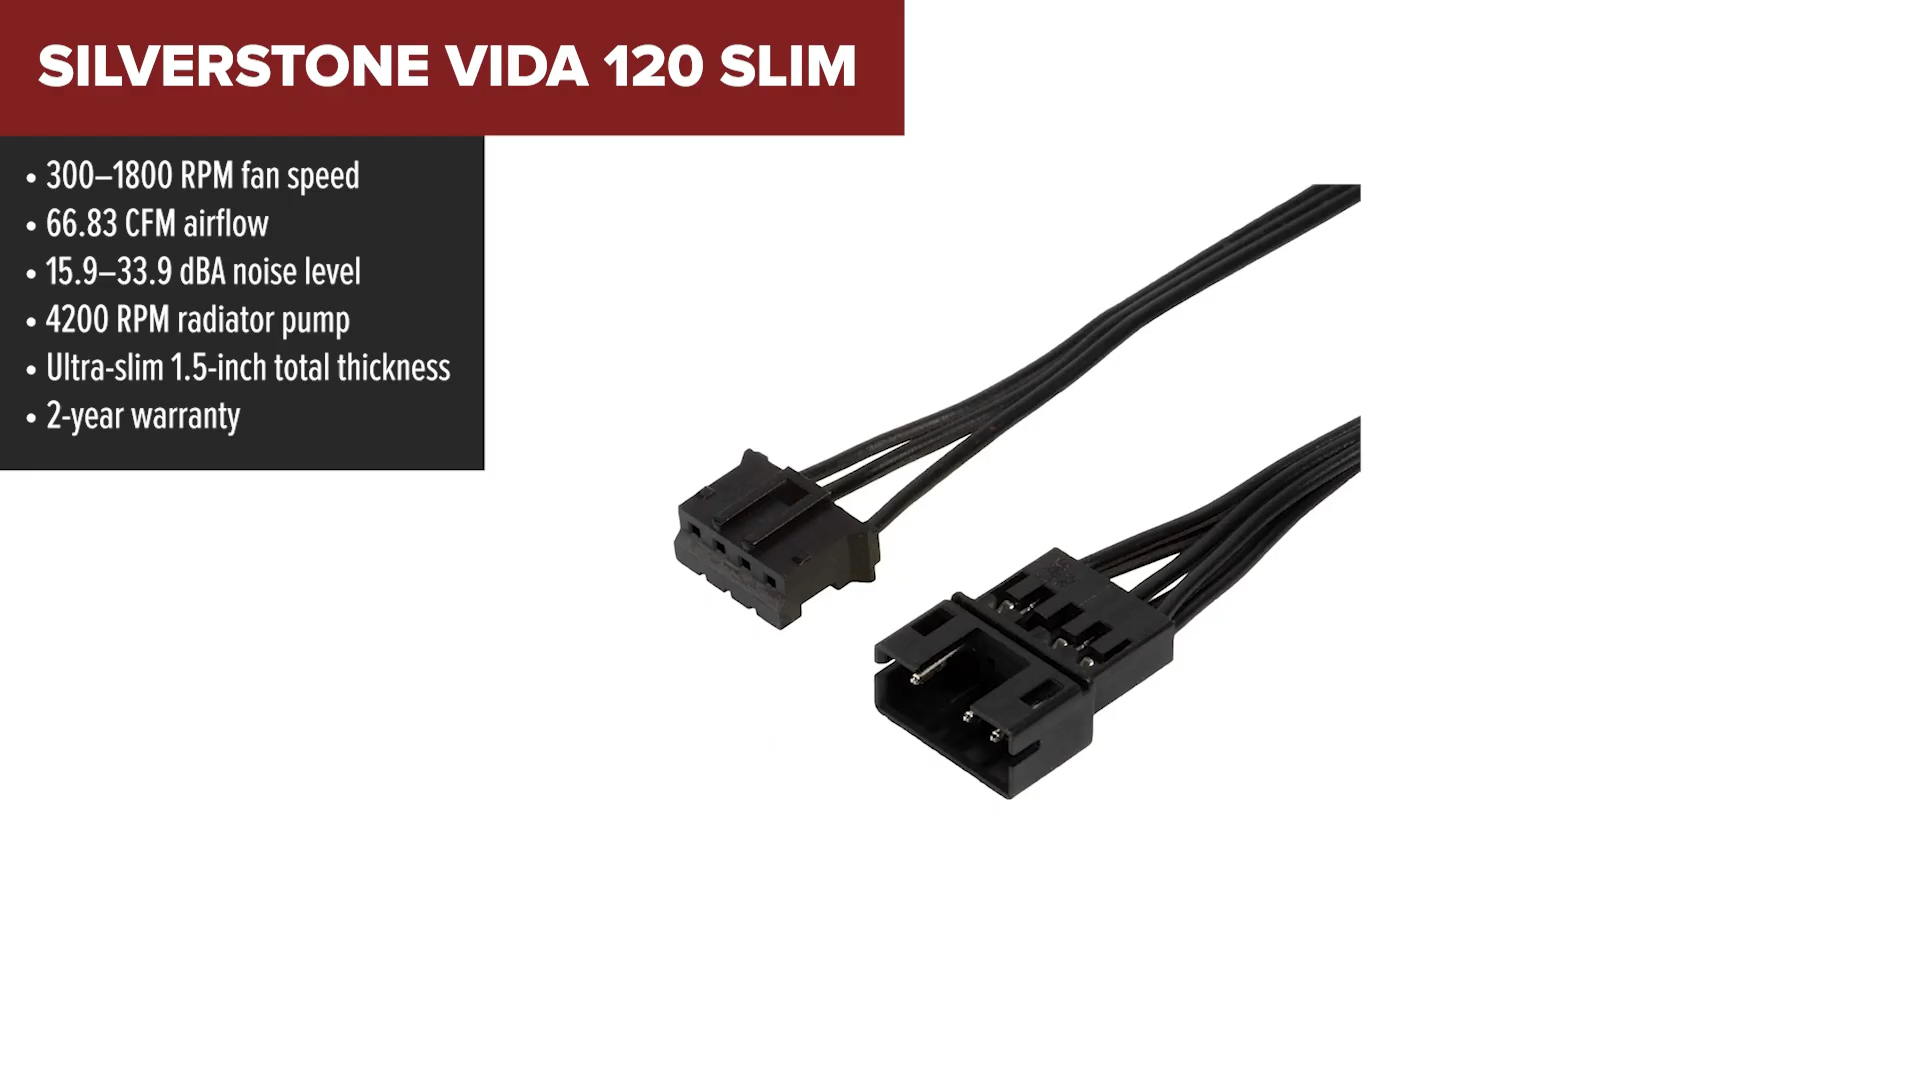 SILVERSTONE VIDA 120 SLIM
• 300–1800 RPM fan speed
• 66.83 CFM airflow
• 15.9–33.9 dBA noise level
• 4200 RPM radiator pump
• Ultra-slim 1.5-inch total thickness
• 2-year warranty